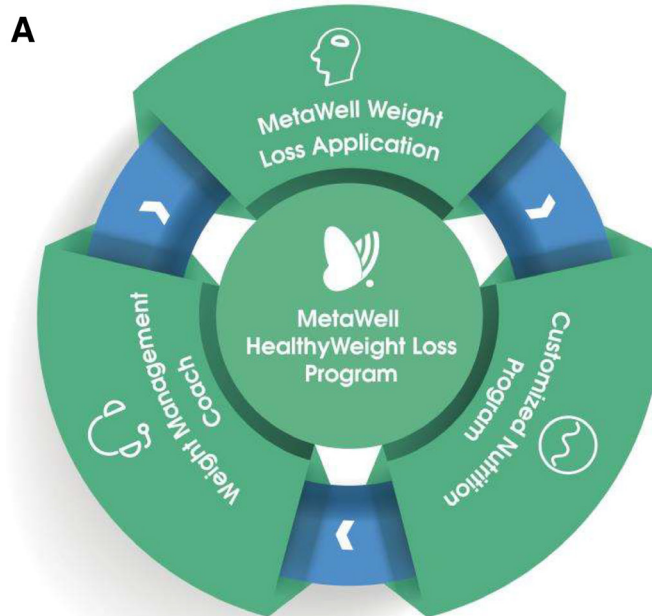 A
MetaWell Weight
Loss Application
MetaWell
HealthyWeight Loss
Program
Customized Nutrition
Program
Weight Management
Coach